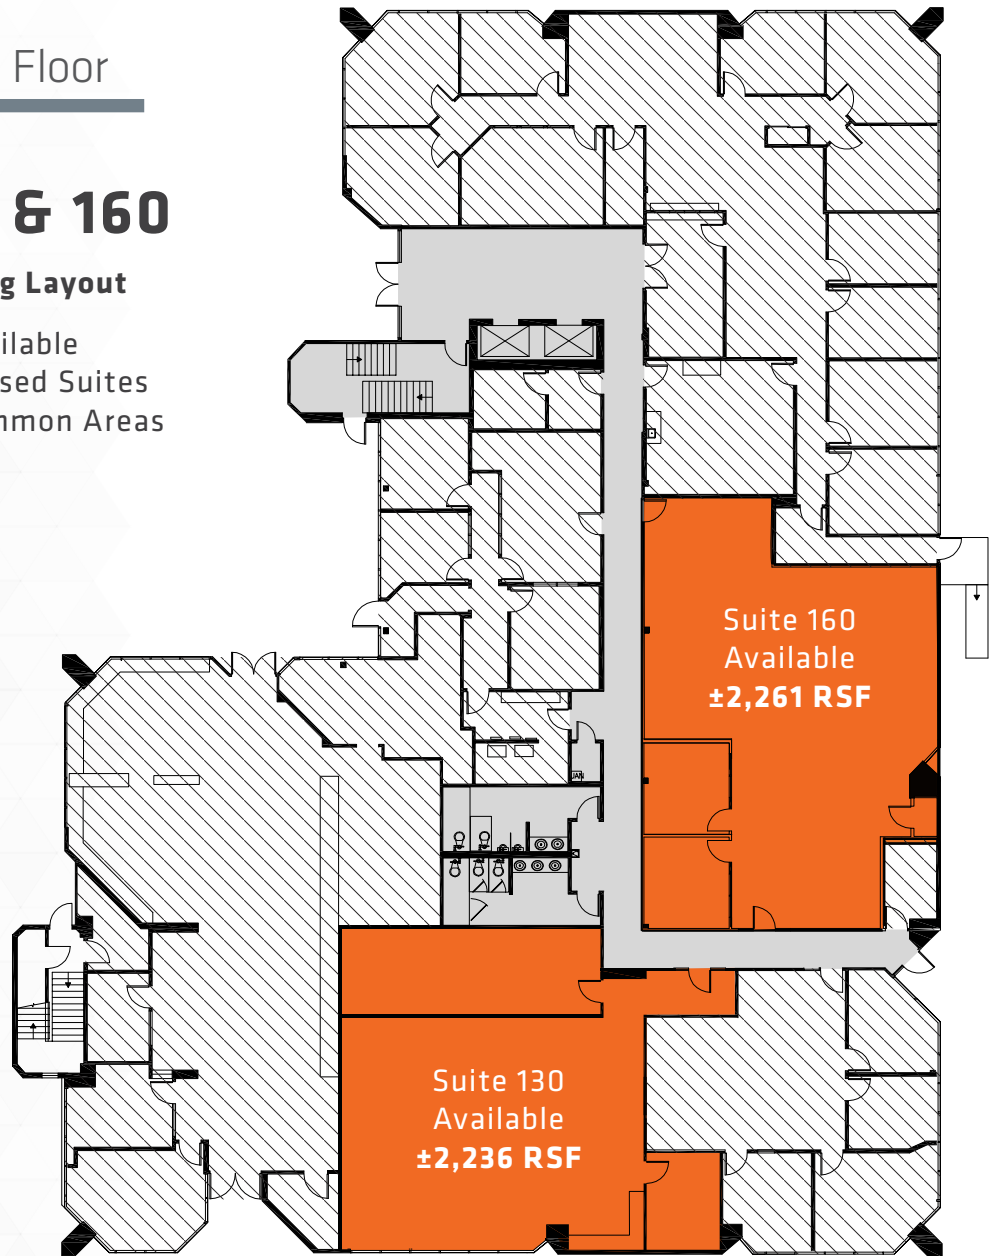 Floor
& 160
g Layout
ilable
sed Suites
mmon Areas
Suite 160
Available
±2,261 RSF
JAN
Suite 130
Available
±2,236 RSF